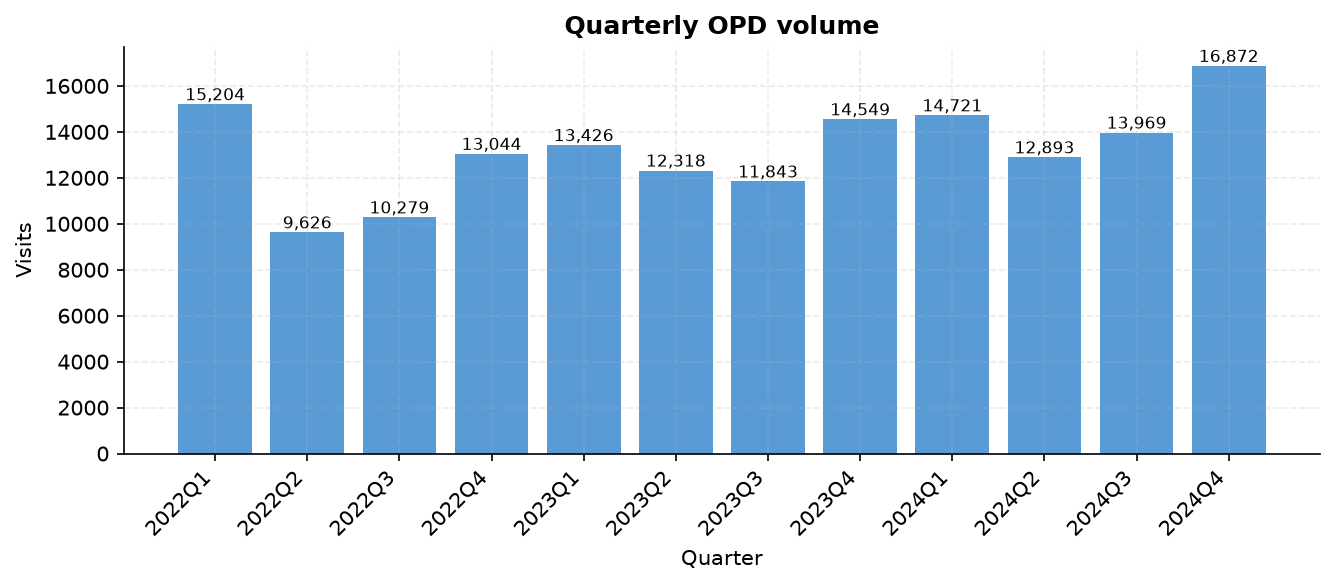 Quarterly OPD volume
Visits
16000
14000
12000
10000
8000
6000
4000
2000
0
15,204
9,626
10,279
13,044
13,426
12,318
11,843
14,549
14,721
12,893
13,969
16,872
2022Q1
2022Q2
2022Q3
2022Q4
2023Q1
2023Q2
2023Q3
2023Q4
2024Q1
2024Q2
2024Q3
2024Q4
Quarter